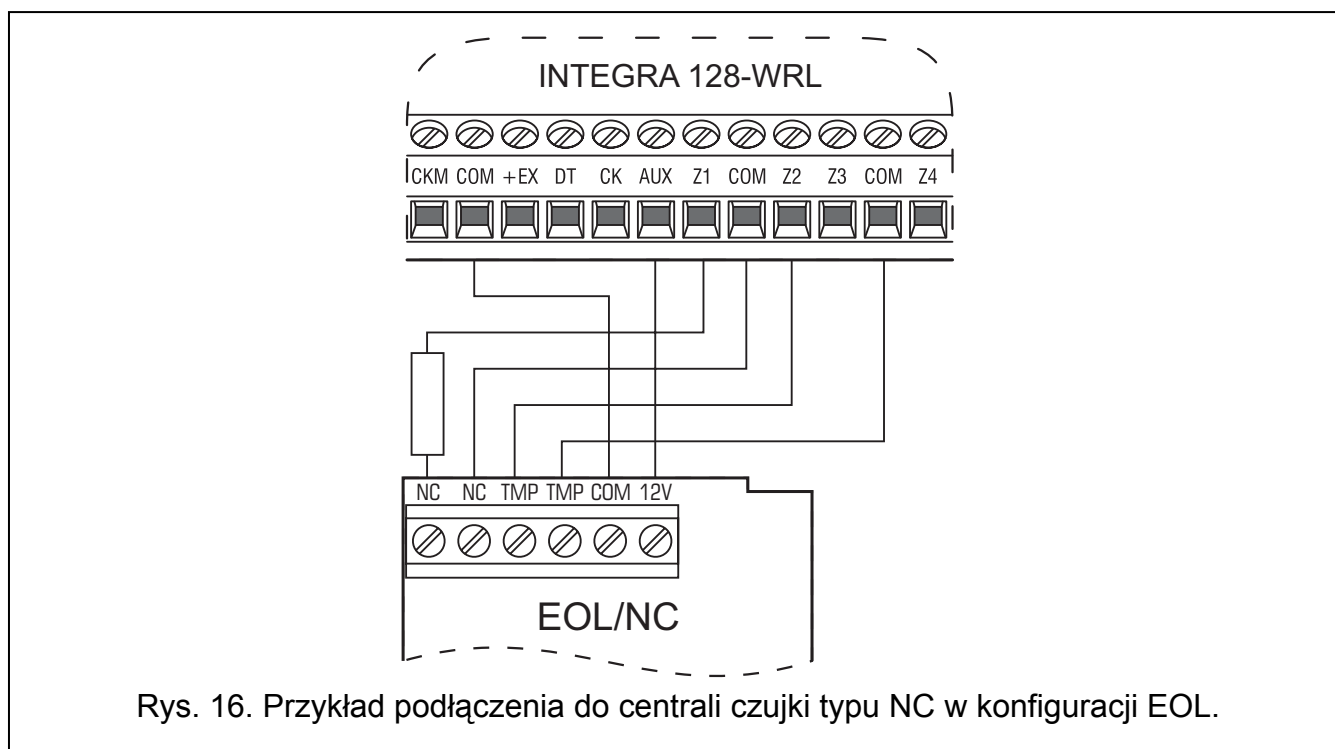 INTEGRA 128-WRL
CKM COM +EX DT CK AUX Z1 COM Z2 Z3 COM Z4
NC NC TMP TMP COM 12V
EOL/NC
Rys. 16. Przykład podłączenia do centrali czujki typu NC w konfiguracji EOL.